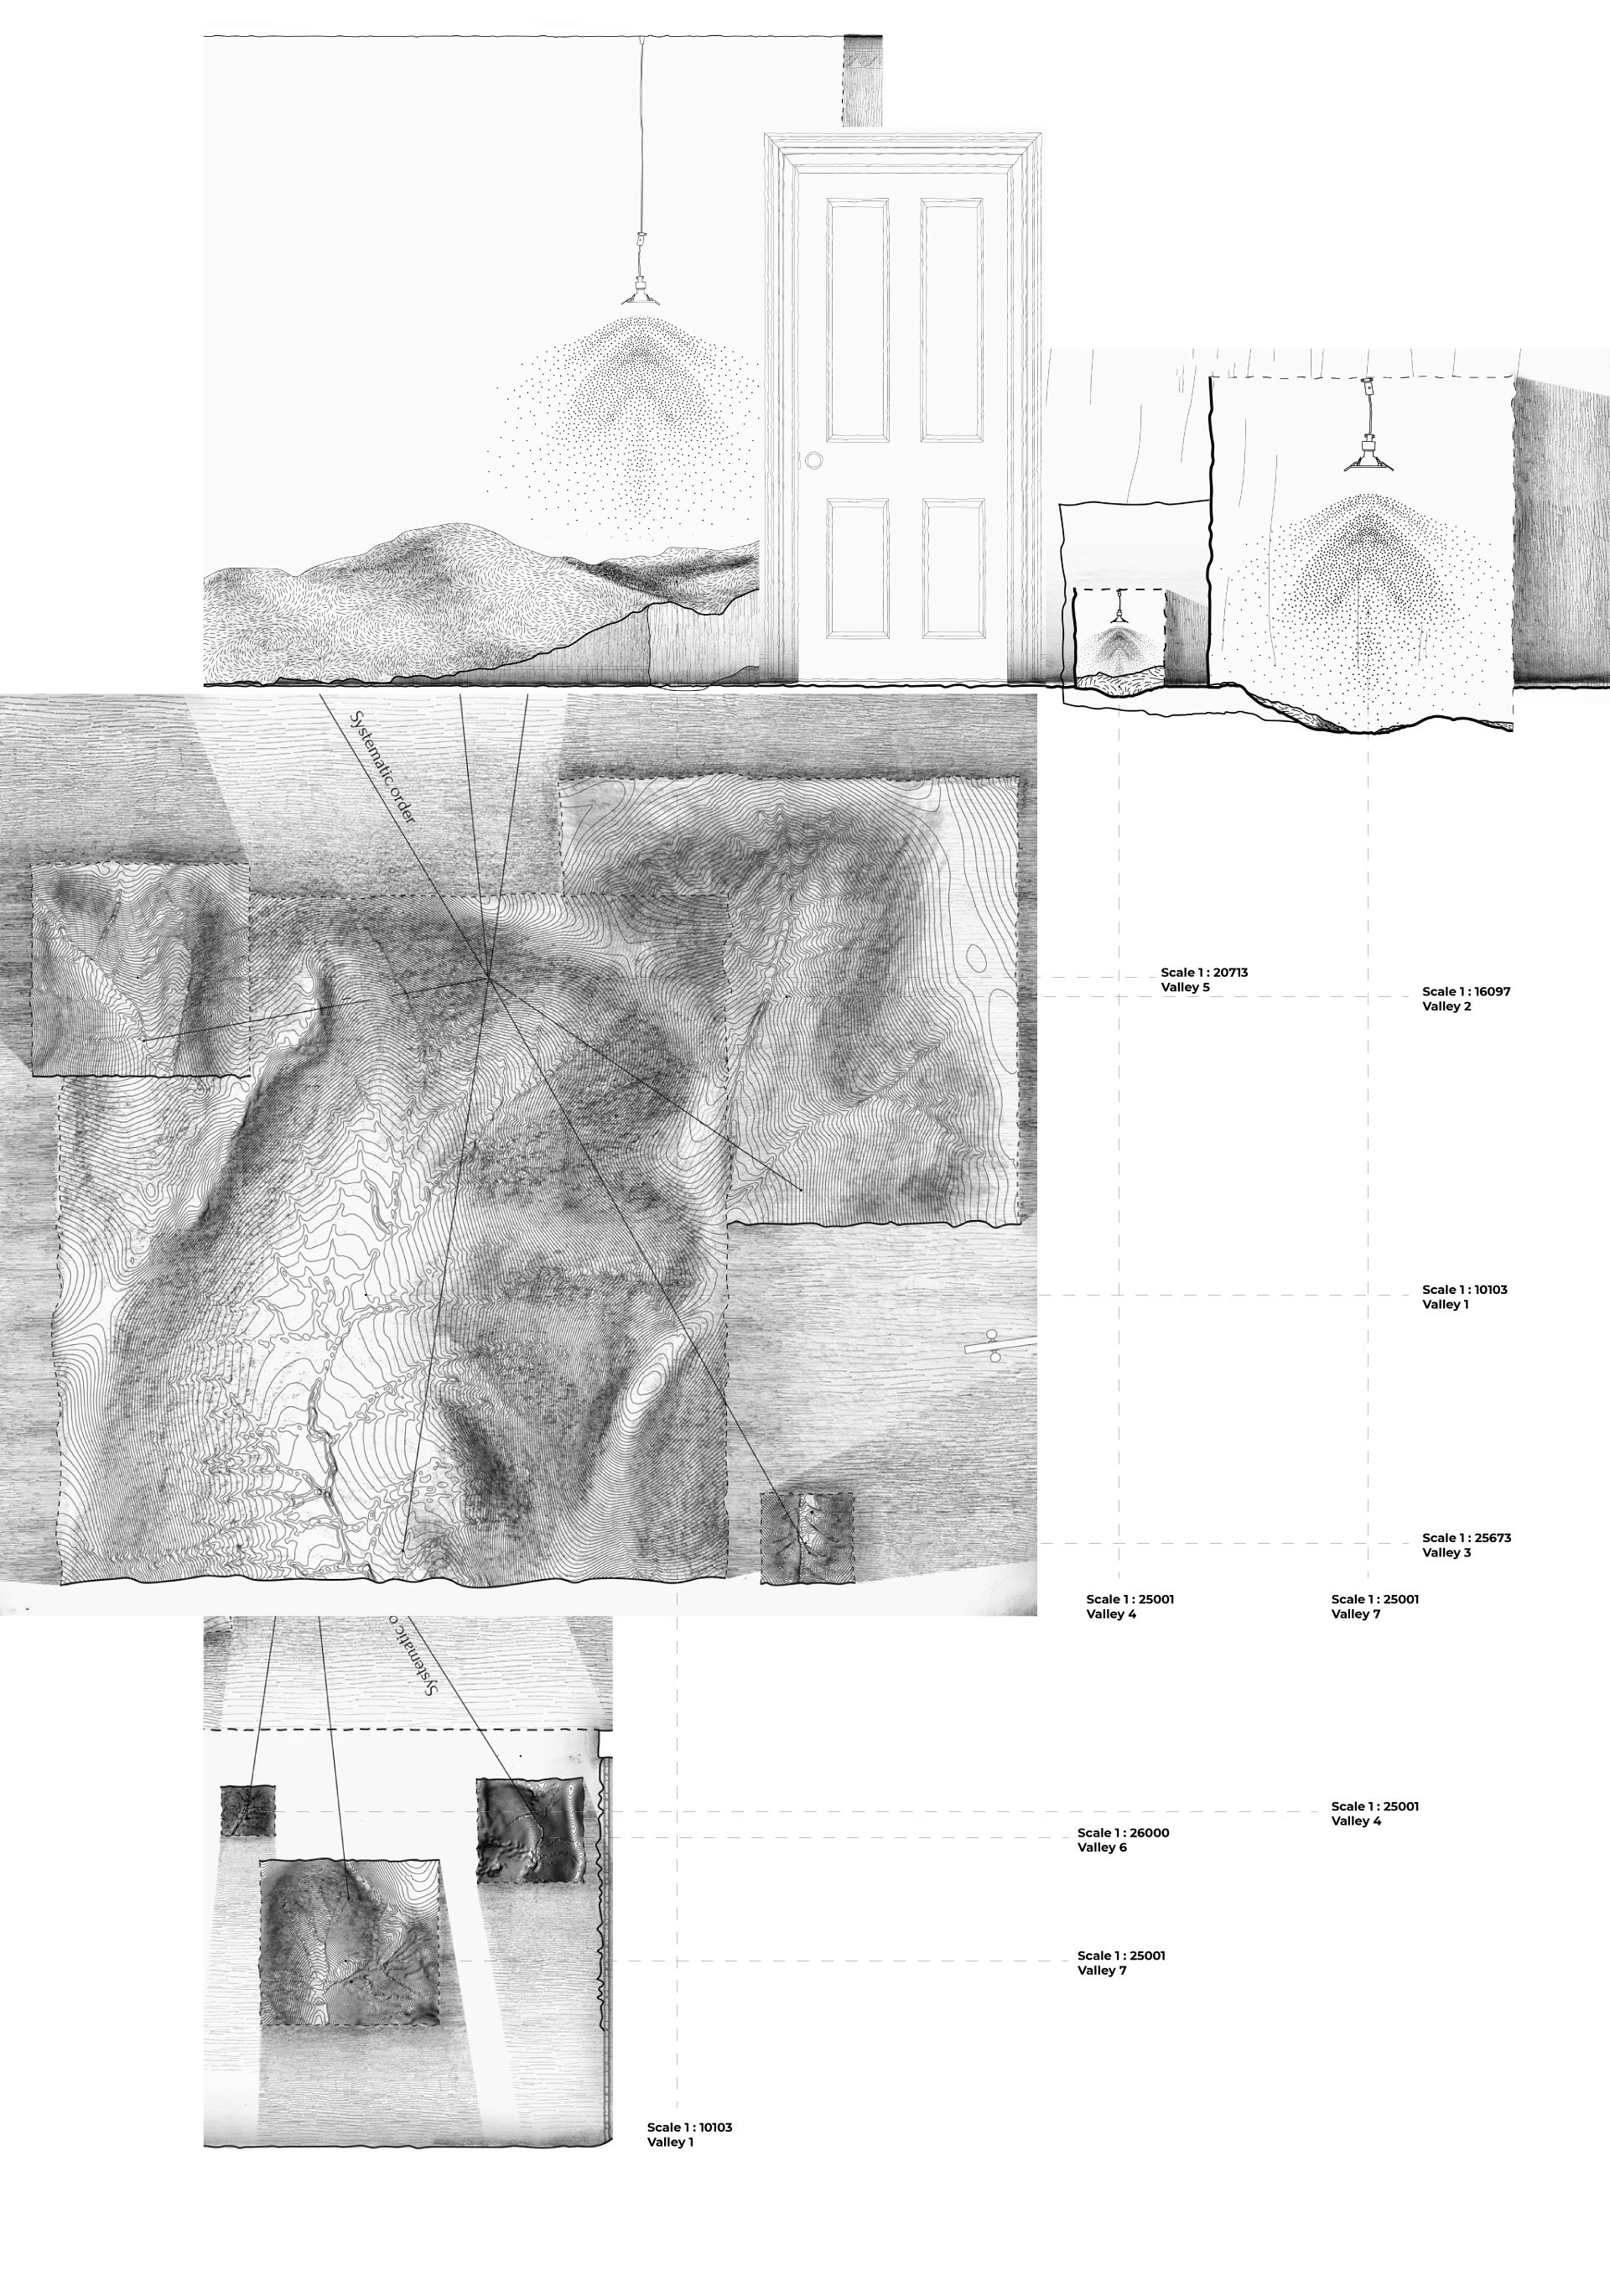 Systematic order
Scale 1 : 20713
Valley 5
Scale 1 : 16097
Valley 2
Scale 1 : 10103
Valley 1
Scale 1 : 25673
Valley 3
Scale 1 : 25001
Valley 4
Scale 1 : 25001
Valley 7
Systematic o
Scale 1 : 25001
Valley 4
Scale 1 : 26000
Valley 6
Scale 1 : 25001
Valley 7
Scale 1 : 10103
Valley 1